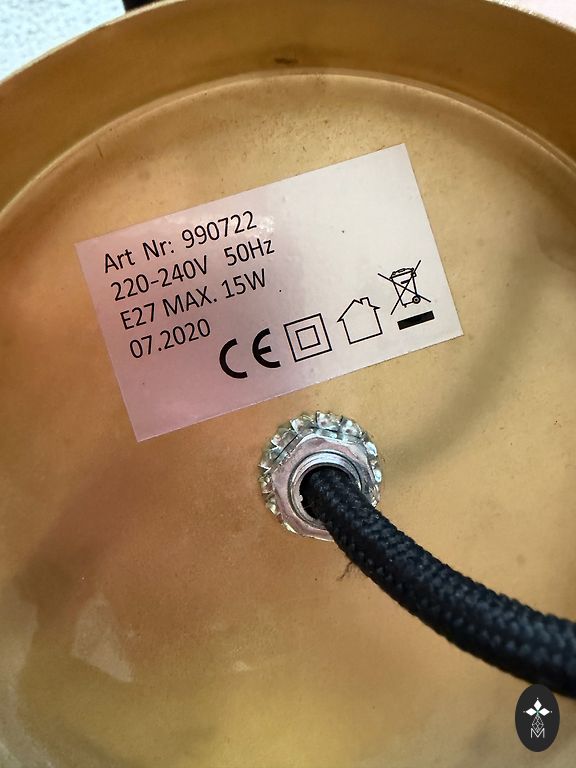 Art Nr: 990722
220-240V 50Hz
E27 MAX. 15W
07.2020
CE